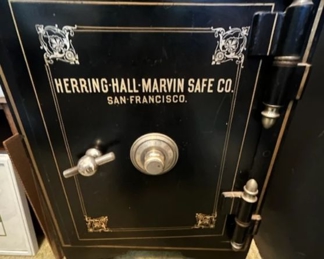 HERRING-HALL-MARVIN SAFE CO.
SAN-FRANCISCO.